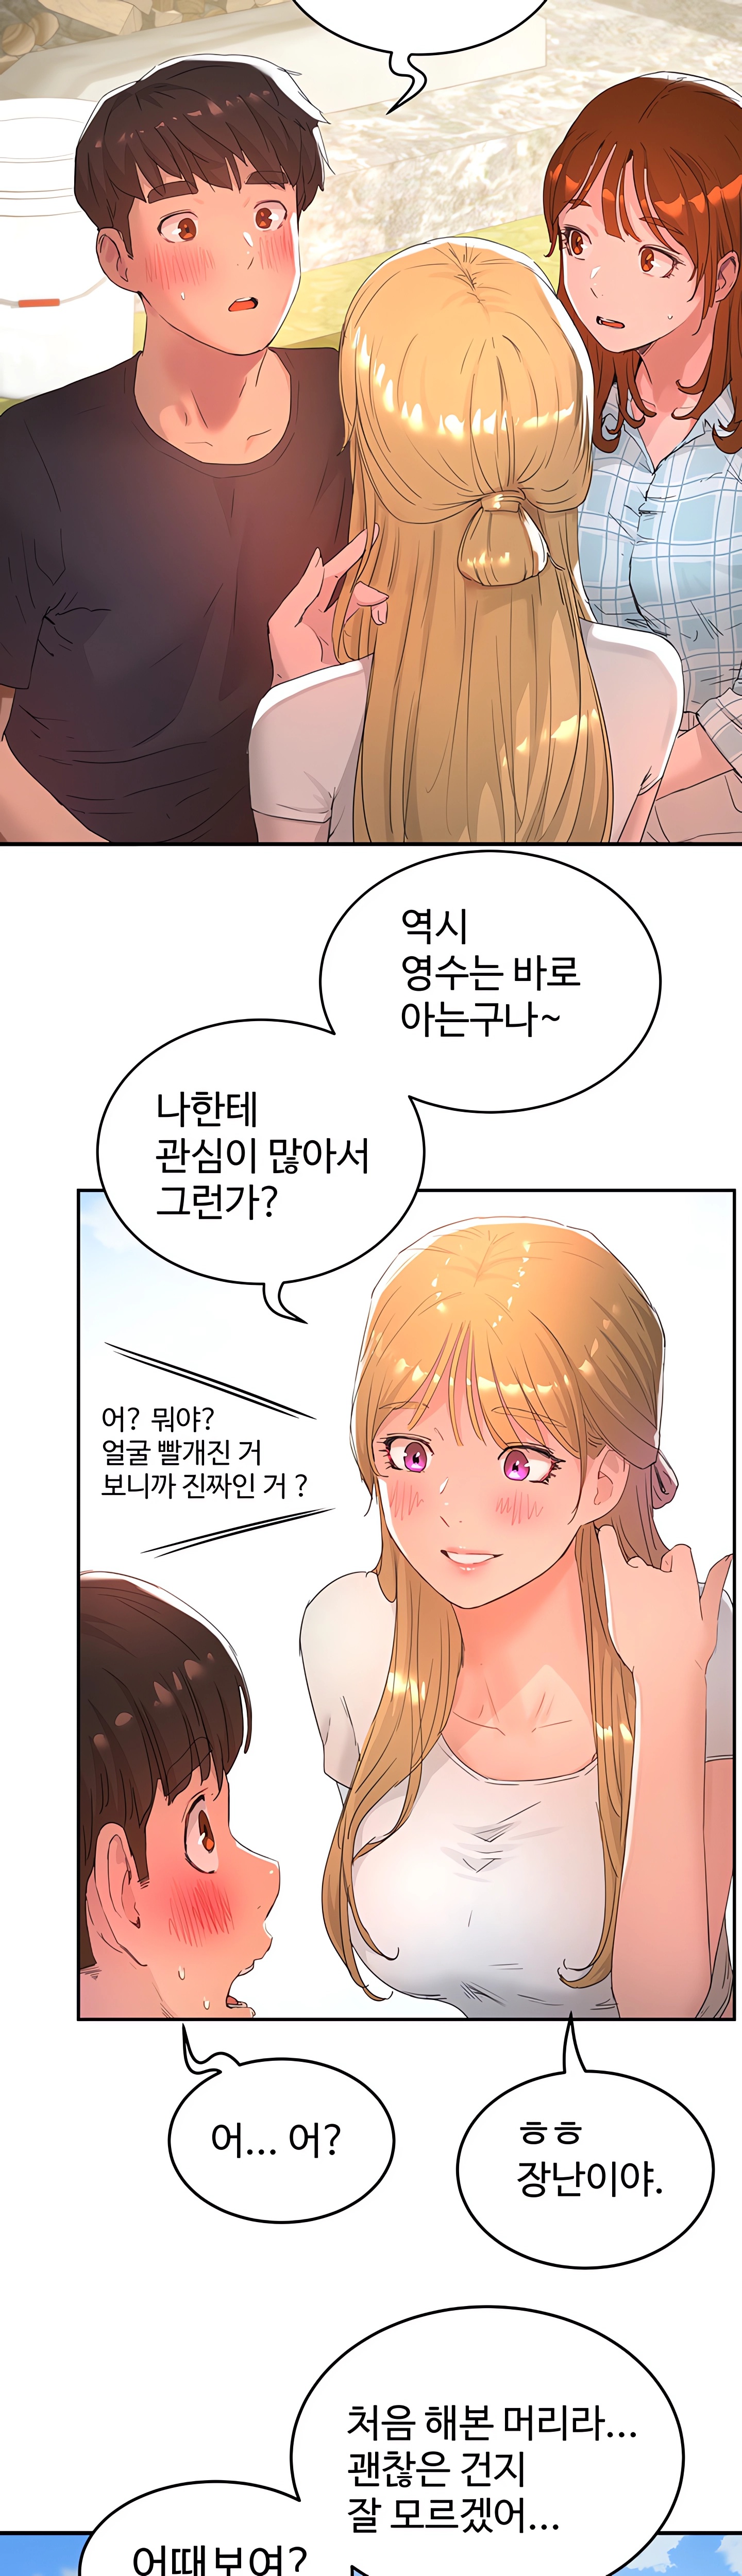 역시
영수는 바로
아는구나~
나한테
관심이 많아서
그런가?
어? 뭐야?
얼굴 빨개진 거
보니까 진짜인 거 ?
어... 어?
ㅎㅎ
장난이야.
처음 해본 머리라...
괜찮은 건지
잘 모르겠어...
어때보여?